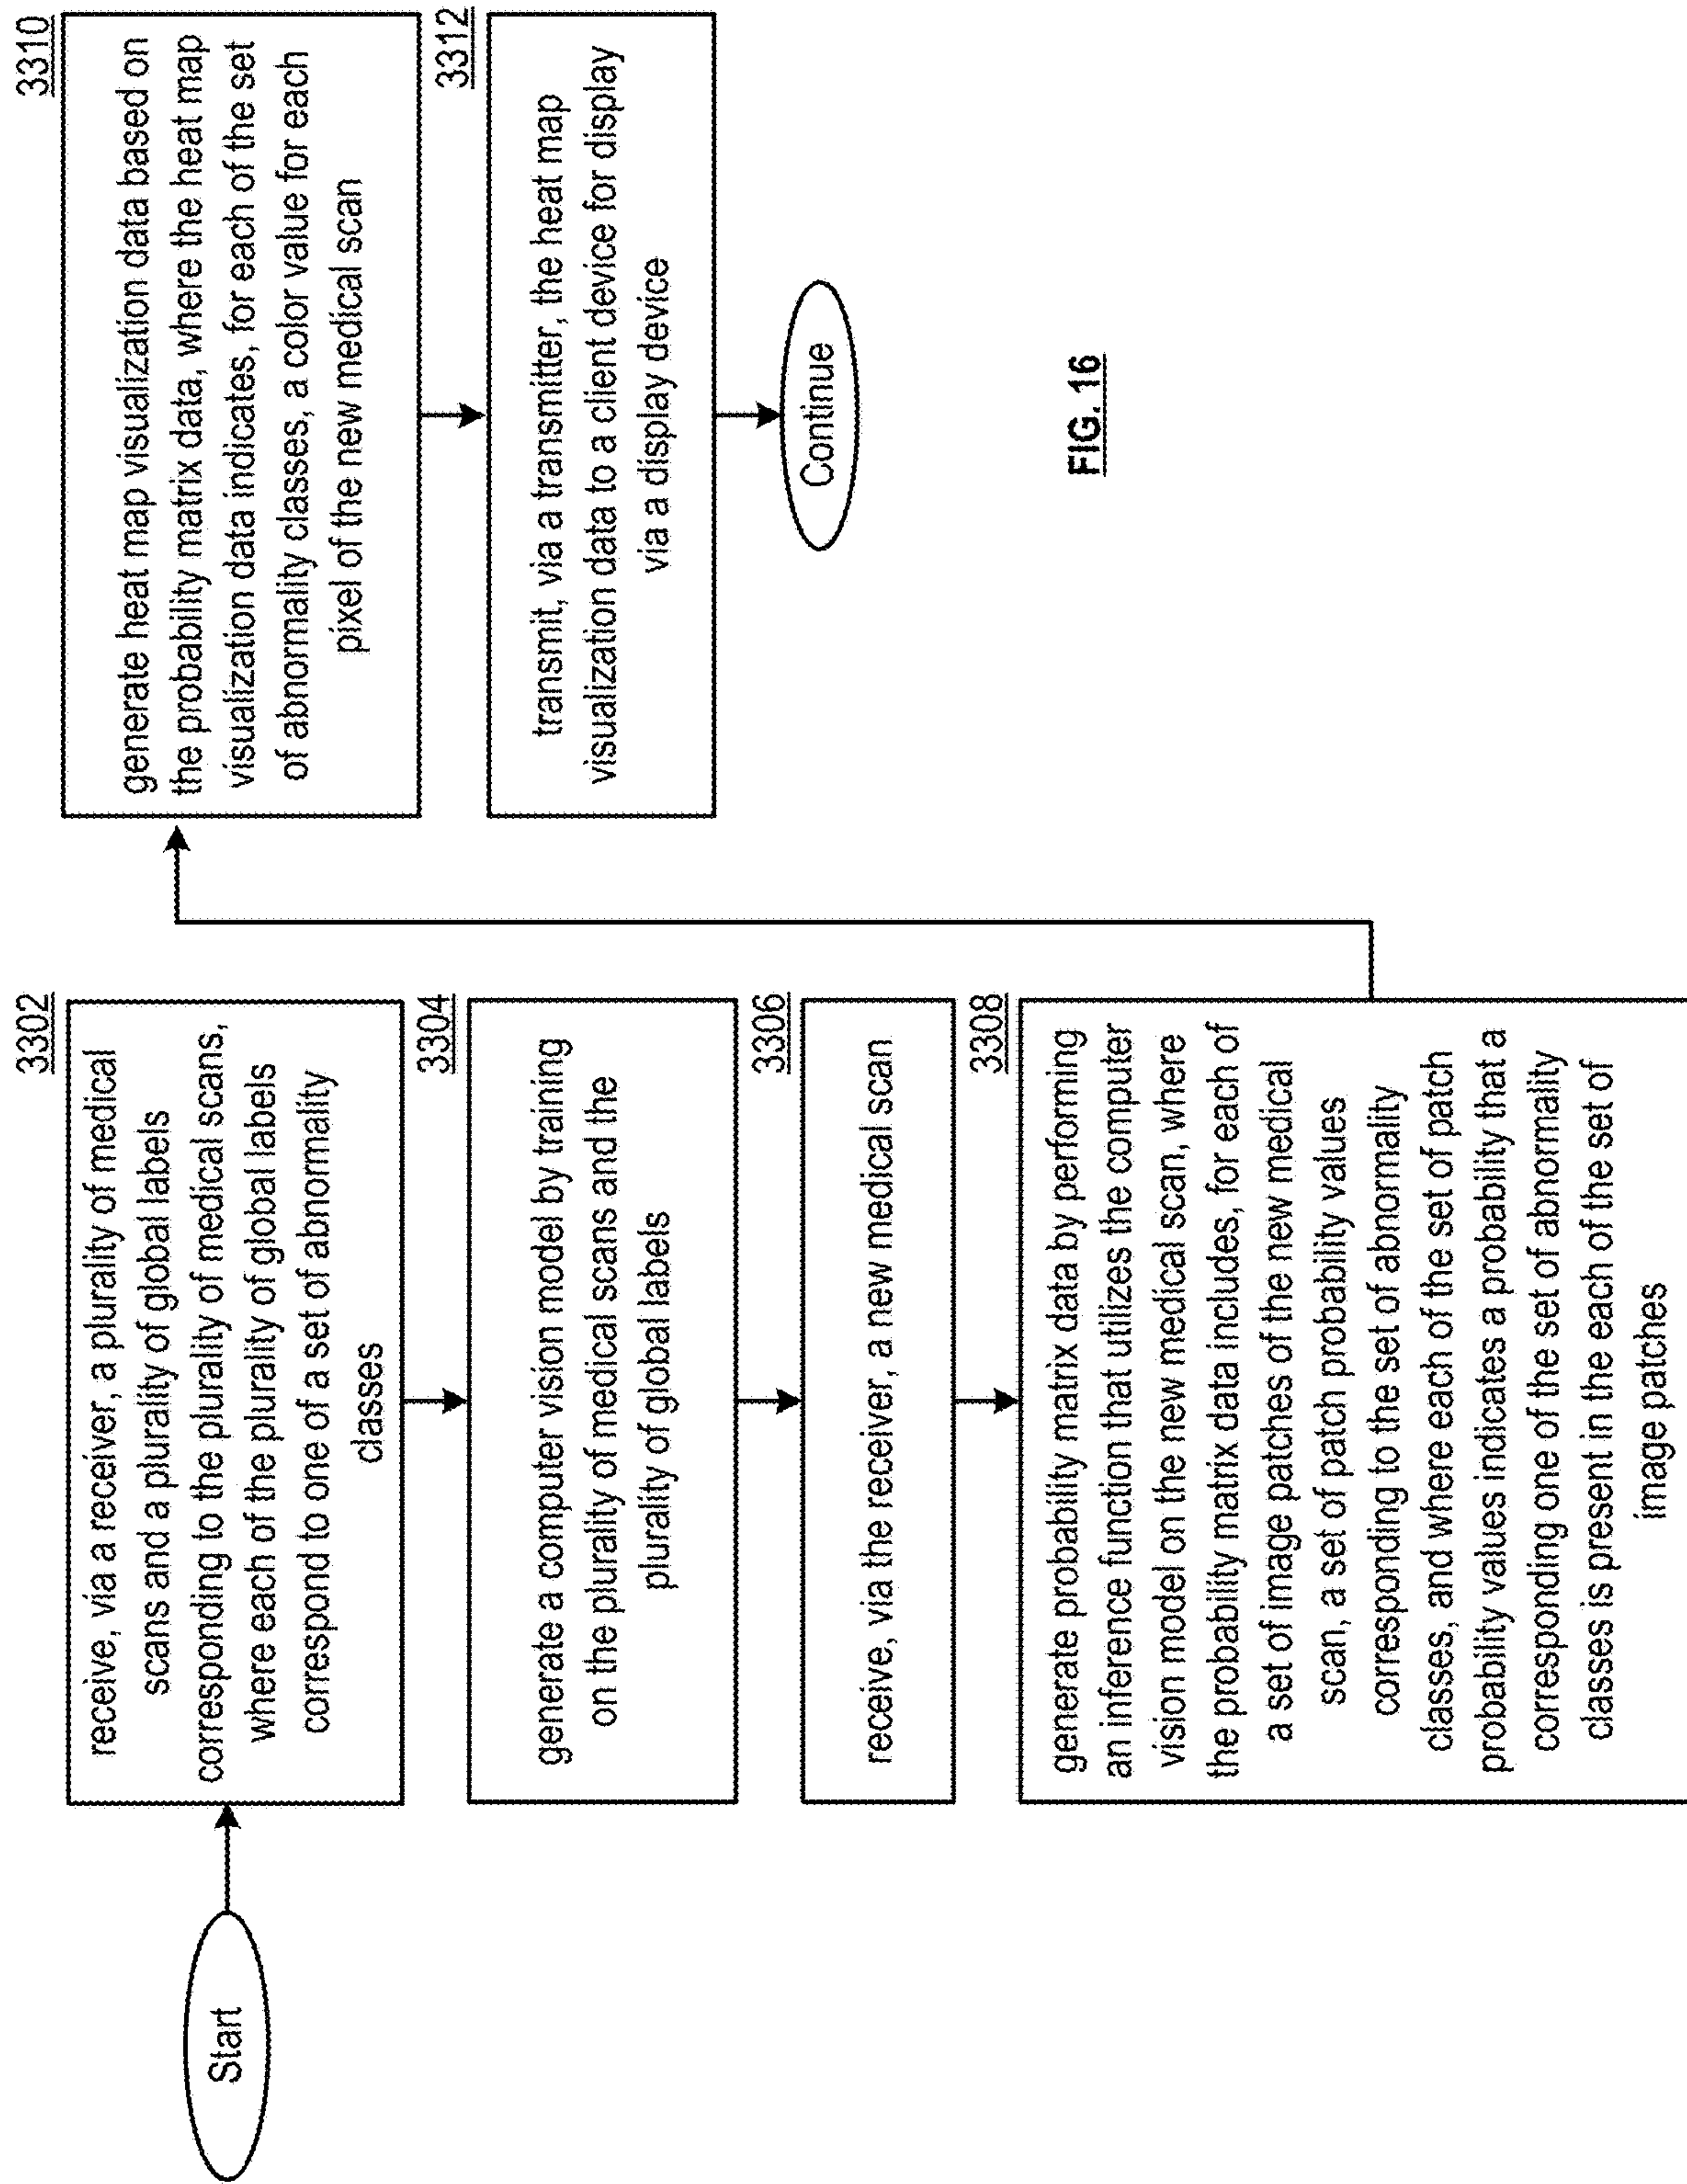 Start
3302
receive, via a receiver, a plurality of medical
scans and a plurality of global labels
corresponding to the plurality of medical scans,
where each of the plurality of global labels
correspond to one of a set of abnormality
classes
3304
generate a computer vision model by training
on the plurality of medical scans and the
plurality of global labels
3306
receive, via the receiver, a new medical scan
3308
generate probability matrix data by performing
an inference function that utilizes the computer
vision model on the new medical scan, where
the probability matrix data includes, for each of
a set of image patches of the new medical
scan, a set of patch probability values
corresponding to the set of abnormality
classes, and where each of the set of patch
probability values indicates a probability that a
corresponding one of the set of abnormality
classes is present in the each of the set of
image patches
3310
generate heat map visualization data based on
the probability matrix data, where the heat map
visualization data indicates, for each of the set
of abnormality classes, a color value for each
pixel of the new medical scan
3312
transmit, via a transmitter, the heat map
visualization data to a client device for display
via a display device
Continue
FIG. 16